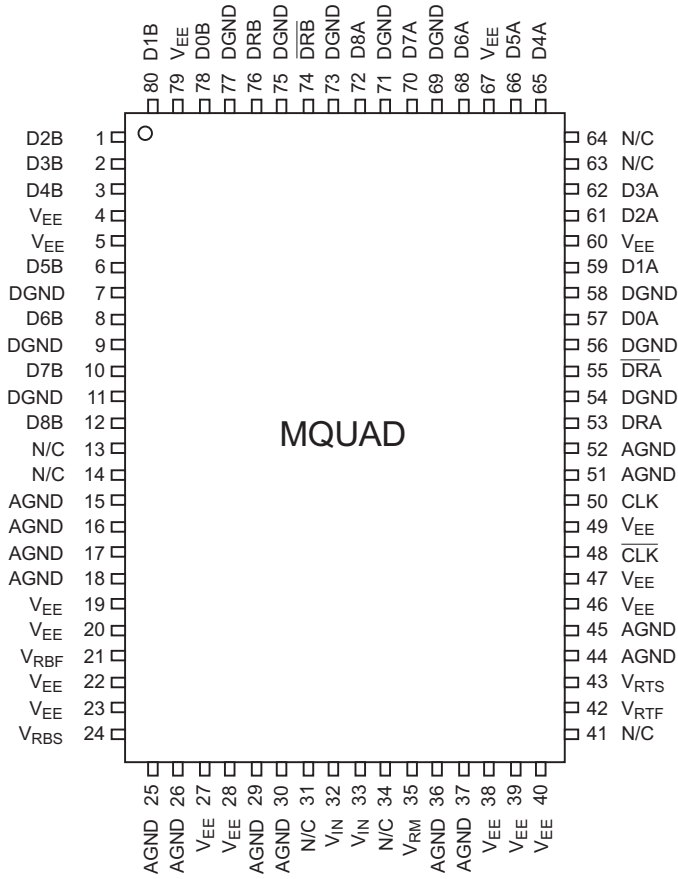 80 D1B
79 VEE
78 D0B
77 DGND
76 DRB
75 DGND
74 D̅R̅B̅
73 DGND
72 D8A
71 DGND
70 D7A
69 DGND
68 D6A
67 VEE
66 D5A
65 D4A
D2B 1
D3B 2
D4B 3
VEE 4
VEE 5
D5B 6
DGND 7
D6B 8
DGND 9
D7B 10
DGND 11
D8B 12
N/C 13
N/C 14
AGND 15
AGND 16
AGND 17
AGND 18
VEE 19
VEE 20
VRBF 21
VEE 22
VEE 23
VRBS 24
MQUAD
64 N/C
63 N/C
62 D3A
61 D2A
60 VEE
59 D1A
58 DGND
57 D0A
56 DGND
55 D̅R̅A̅
54 DGND
53 DRA
52 AGND
51 AGND
50 CLK
49 VEE
48 C̅L̅K̅
47 VEE
46 VEE
45 AGND
44 AGND
43 VRTS
42 VRTF
41 N/C
AGND 25
AGND 26
VEE 27
VEE 28
AGND 29
AGND 30
N/C 31
VIN 32
VIN 33
N/C 34
VRM 35
AGND 36
AGND 37
VEE 38
VEE 39
VEE 40